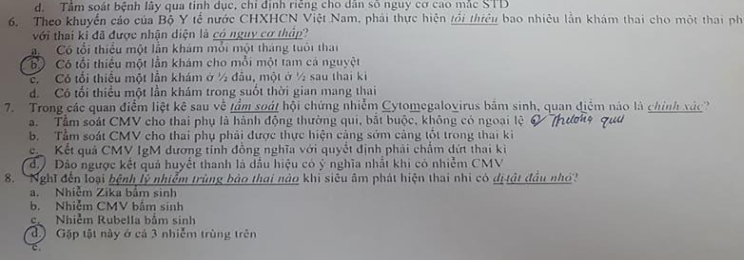 d. Tầm soát bệnh lây qua tình dục, chỉ định riêng cho dân số nguy cơ cao mắc STD
6. Theo khuyến cáo của Bộ Y tế nước CHXHCN Việt Nam, phải thực hiện tối thiểu bao nhiêu lần khám thai cho một thai ph
với thai kì đã được nhận diện là có nguy cơ thấp?
a. Có tối thiểu một lần khám mỗi một tháng tuổi thai
b. Có tối thiểu một lần khám cho mỗi một tam cá nguyệt
c. Có tối thiểu một lần khám ở ½ đầu, một ở ½ sau thai kì
d. Có tối thiểu một lần khám trong suốt thời gian mang thai
7. Trong các quan điểm liệt kê sau về tầm soát hội chứng nhiễm Cytomegalovirus bẩm sinh, quan điểm nào là chính xác?
a. Tầm soát CMV cho thai phụ là hành động thường qui, bắt buộc, không có ngoại lệ thường qui
b. Tầm soát CMV cho thai phụ phải được thực hiện càng sớm càng tốt trong thai kì
c. Kết quả CMV IgM dương tính đồng nghĩa với quyết định phải chấm dứt thai kì
d. Đảo ngược kết quả huyết thanh là dấu hiệu có ý nghĩa nhất khi có nhiễm CMV
8. Nghĩ đến loại bệnh lý nhiễm trùng bào thai nào khi siêu âm phát hiện thai nhi có dị tật đầu nhỏ?
a. Nhiễm Zika bẩm sinh
b. Nhiễm CMV bẩm sinh
c. Nhiễm Rubella bẩm sinh
d. Gặp tật này ở cả 3 nhiễm trùng trên